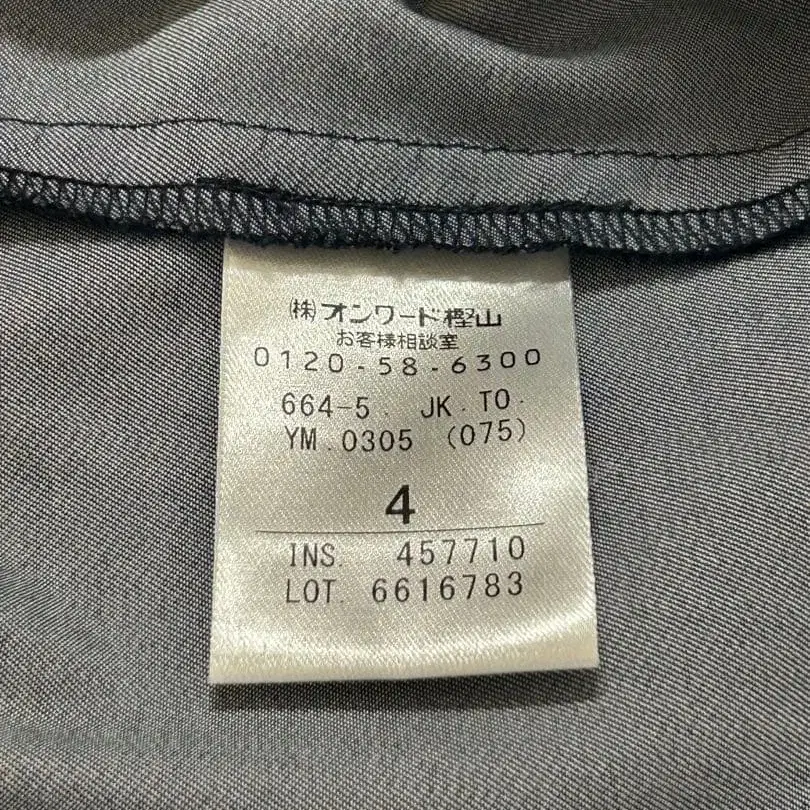 (株)オンワード樫山
お客様相談室
0120-58-6300
664-5. JK.TO.
YM.0305 (075)
4
INS. 457710
LOT. 6616783